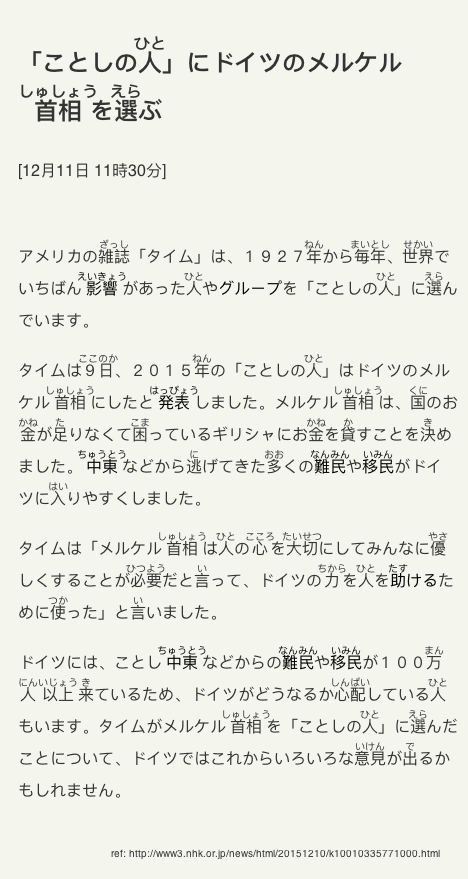 「ことしの人」にドイツのメルケル
首相を選ぶ
[12月11日 11時30分]
アメリカの雑誌「タイム」は、１９２７年から毎年、世界で
いちばん影響があった人やグループを「ことしの人」に選ん
でいます。
タイムは９日、２０１５年の「ことしの人」はドイツのメル
ケル首相にしたと発表しました。メルケル首相は、国のお
金が足りなくて困っているギリシャにお金を貸すことを決め
ました。中東などから逃げてきた多くの難民や移民がドイ
ツに入りやすくしました。
タイムは「メルケル首相は人の心を大切にしてみんなに優
しくすることが必要だと言って、ドイツの力を人を助けるた
めに使った」と言いました。
ドイツには、ことし中東などからの難民や移民が１００万
人以上来ているため、ドイツがどうなるか心配している人
もいます。タイムがメルケル首相を「ことしの人」に選んだ
ことについて、ドイツではこれからいろいろな意見が出るか
もしれません。
ref: http://www3.nhk.or.jp/news/html/20151210/k10010335771000.html